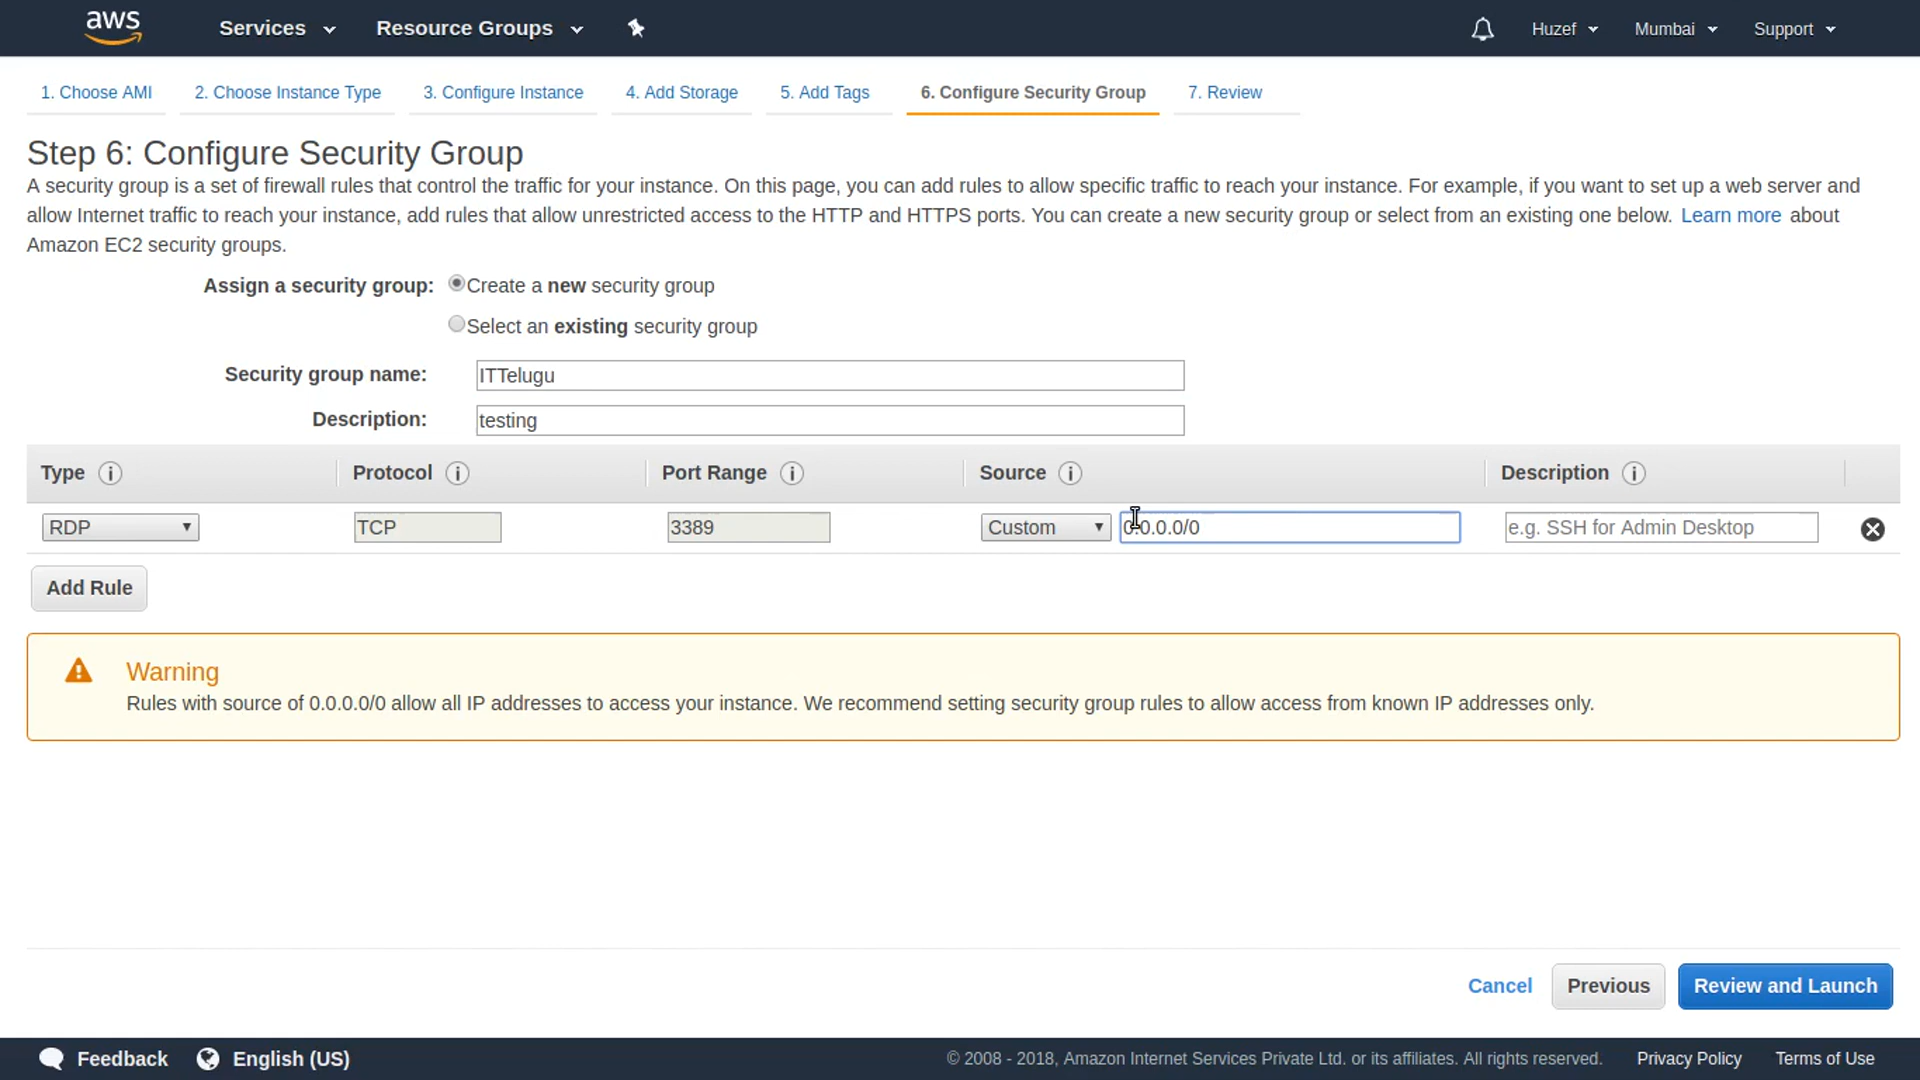 aws Services Resource Groups Huzef Mumbai Support
1. Choose AMI 2. Choose Instance Type 3. Configure Instance 4. Add Storage 5. Add Tags 6. Configure Security Group 7. Review
Step 6: Configure Security Group
A security group is a set of firewall rules that control the traffic for your instance. On this page, you can add rules to allow specific traffic to reach your instance. For example, if you want to set up a web server and
allow Internet traffic to reach your instance, add rules that allow unrestricted access to the HTTP and HTTPS ports. You can create a new security group or select from an existing one below. Learn more about
Amazon EC2 security groups.
Assign a security group: Create a new security group
Select an existing security group
Security group name: ITTelugu
Description: testing
Type Protocol Port Range Source Description
RDP TCP 3389 Custom 0.0.0.0/0 e.g. SSH for Admin Desktop
Add Rule
Warning
Rules with source of 0.0.0.0/0 allow all IP addresses to access your instance. We recommend setting security group rules to allow access from known IP addresses only.
Cancel Previous Review and Launch
Feedback English (US) © 2008 - 2018, Amazon Internet Services Private Ltd. or its affiliates. All rights reserved. Privacy Policy Terms of Use